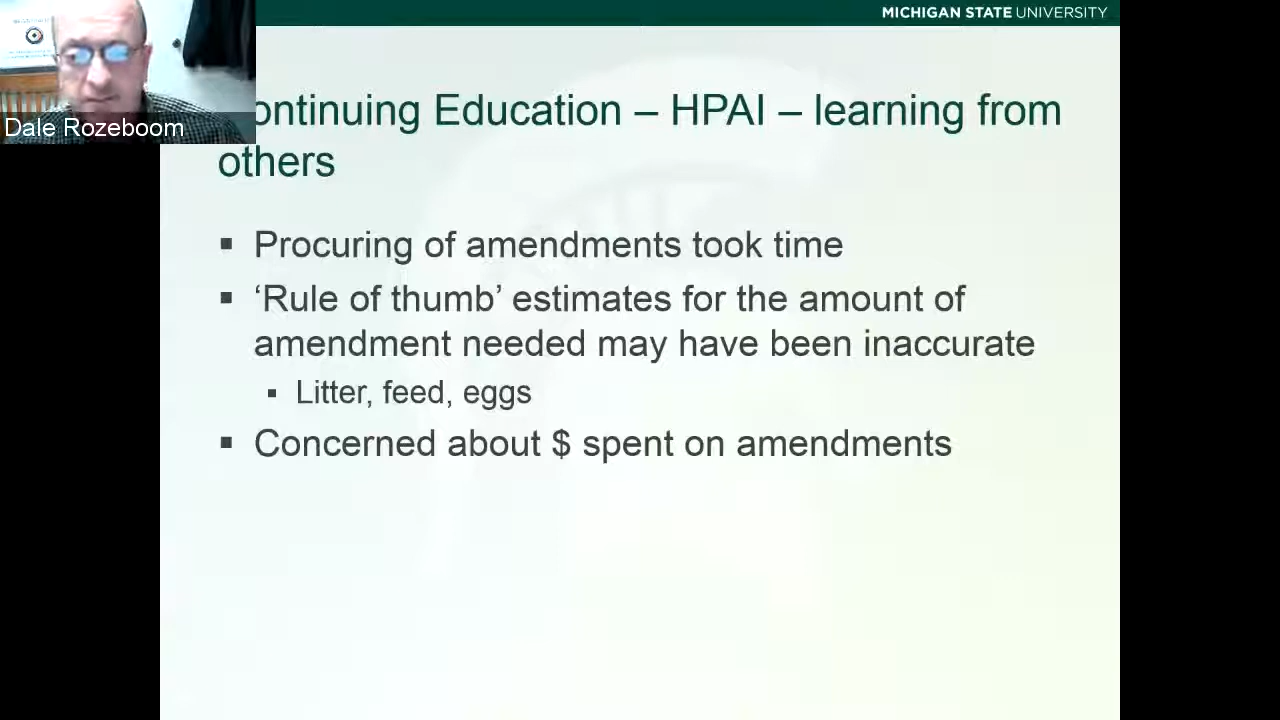 MICHIGAN STATE UNIVERSITY
Dale Rozeboom
ontinuing Education – HPAI – learning from
others
▪ Procuring of amendments took time
▪ ‘Rule of thumb’ estimates for the amount of
amendment needed may have been inaccurate
▪ Litter, feed, eggs
▪ Concerned about $ spent on amendments